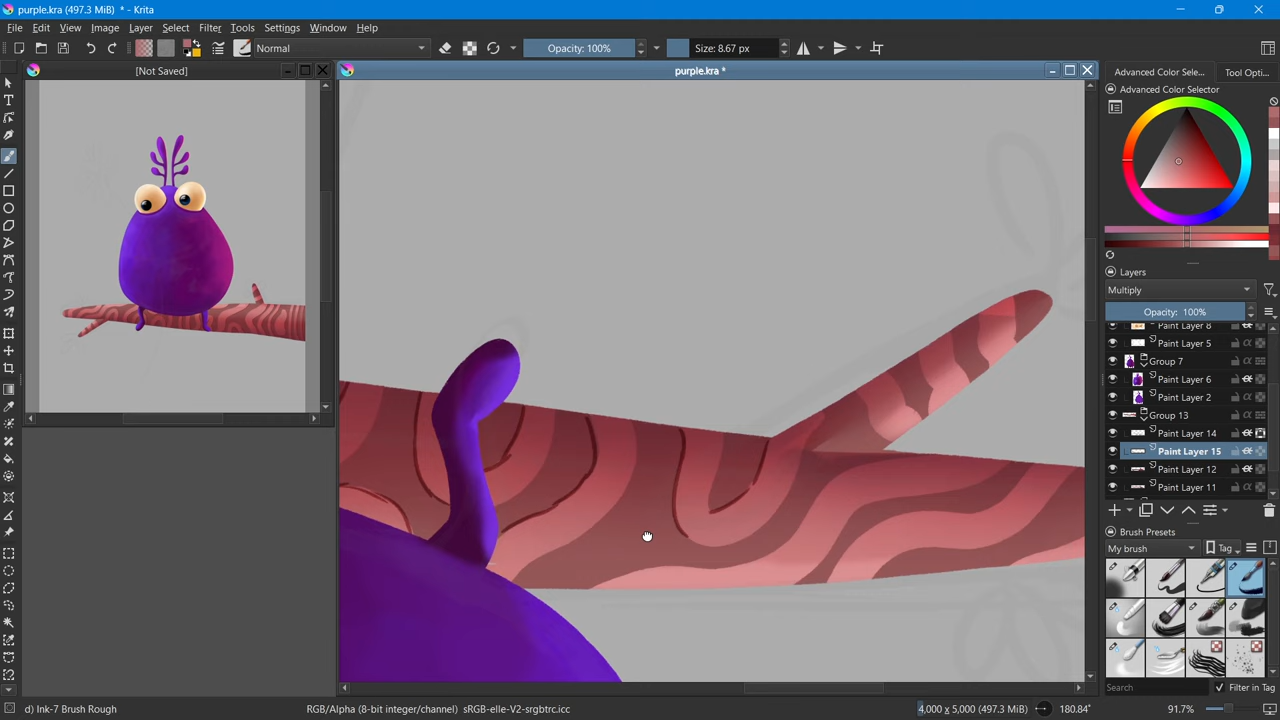 purple.kra (497.3 MiB) * - Krita
File Edit View Image Layer Select Filter Tools Settings Window Help
Normal Opacity: 100% Size: 8.67 px
[Not Saved] purple.kra * Advanced Color Sele... Tool Opti...
Advanced Color Selector
Layers
Multiply
Opacity: 100%
Paint Layer 8
Paint Layer 5
Group 7
Paint Layer 6
Paint Layer 2
Group 13
Paint Layer 14
Paint Layer 15
Paint Layer 12
Paint Layer 11
Brush Presets
My brush Tag
Search Filter in Tag
d) Ink-7 Brush Rough RGB/Alpha (8-bit integer/channel) sRGB-elle-V2-srgbtrc.icc 4,000 x 5,000 (497.3 MiB) 180.84° 91.7%